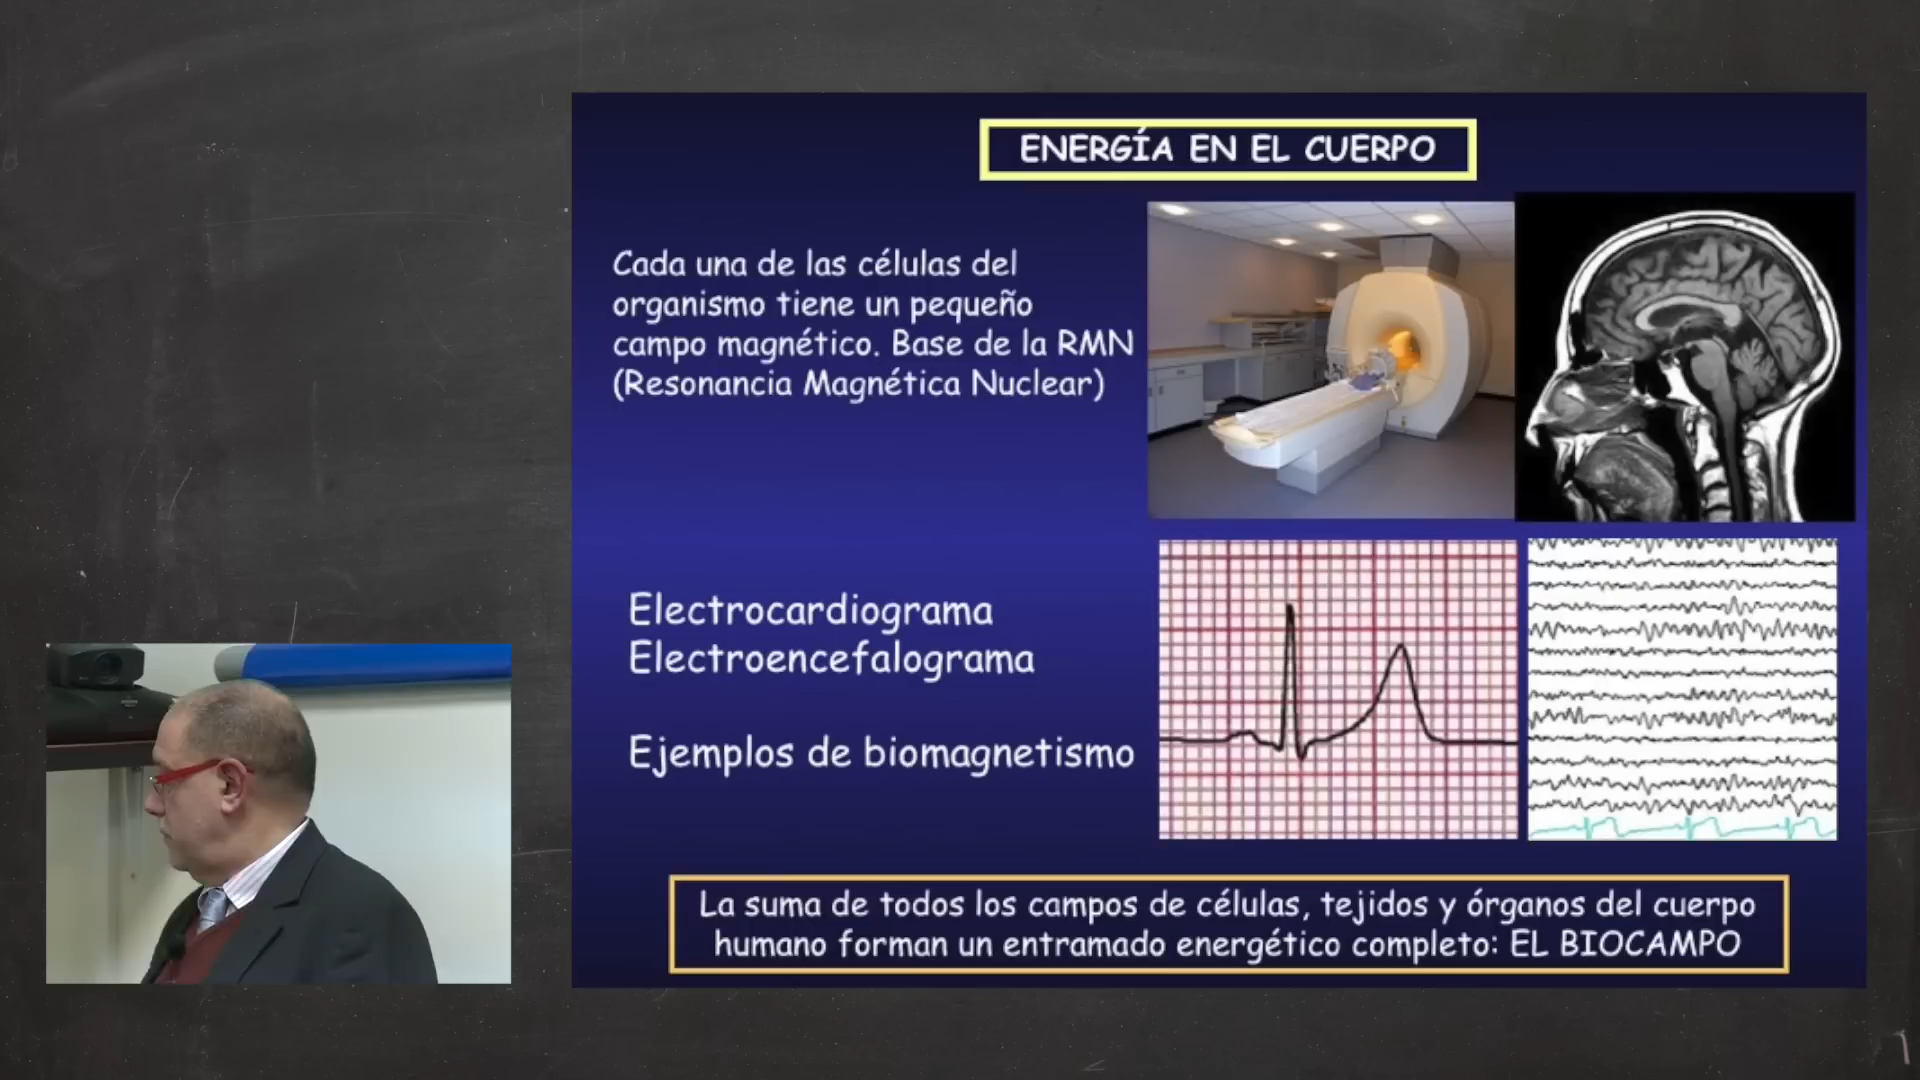 ENERGÍA EN EL CUERPO
Cada una de las células del
organismo tiene un pequeño
campo magnético. Base de la RMN
(Resonancia Magnética Nuclear)
Electrocardiograma
Electroencefalograma
Ejemplos de biomagnetismo
La suma de todos los campos de células, tejidos y órganos del cuerpo
humano forman un entramado energético completo: EL BIOCAMPO